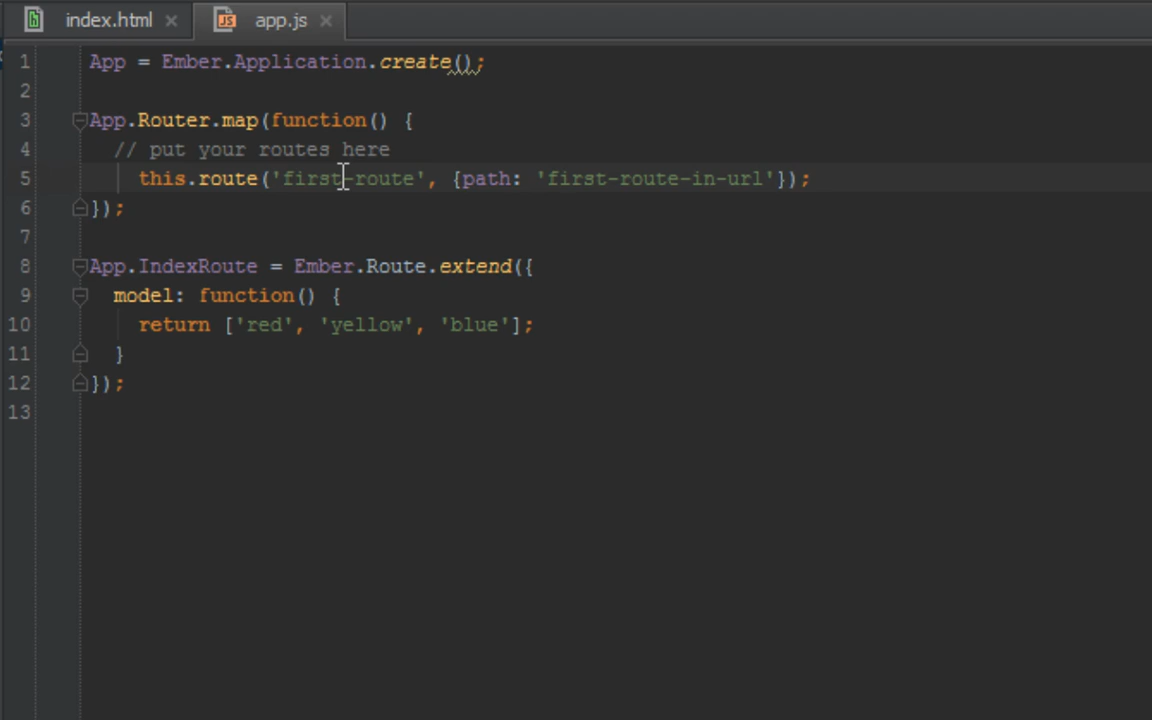 index.html
app.js
1 App = Ember.Application.create();
2
3 App.Router.map(function() {
4 // put your routes here
5 this.route('first-route', {path: 'first-route-in-url'});
6 });
7
8 App.IndexRoute = Ember.Route.extend({
9 model: function() {
10 return ['red', 'yellow', 'blue'];
11 }
12 });
13